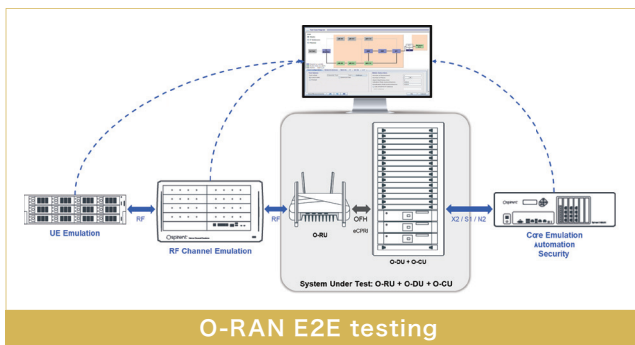 UE Emulation
RF
RF Channel Emulation
RF
O-RU
OFH
eCPRI
O-DU + O-CU
X2 / S1 / N2
Core Emulation
Automation
Security
System Under Test: O-RU + O-DU + O-CU
O-RAN E2E testing